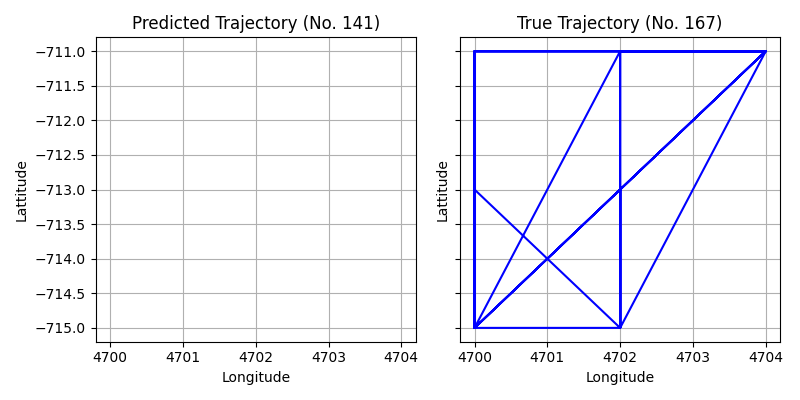 Predicted Trajectory (No. 141)
True Trajectory (No. 167)
−711.0
−711.5
−712.0
−712.5
−713.0
−713.5
−714.0
−714.5
−715.0
Lattitude
Lattitude
4700 4701 4702 4703 4704
4700 4701 4702 4703 4704
Longitude
Longitude